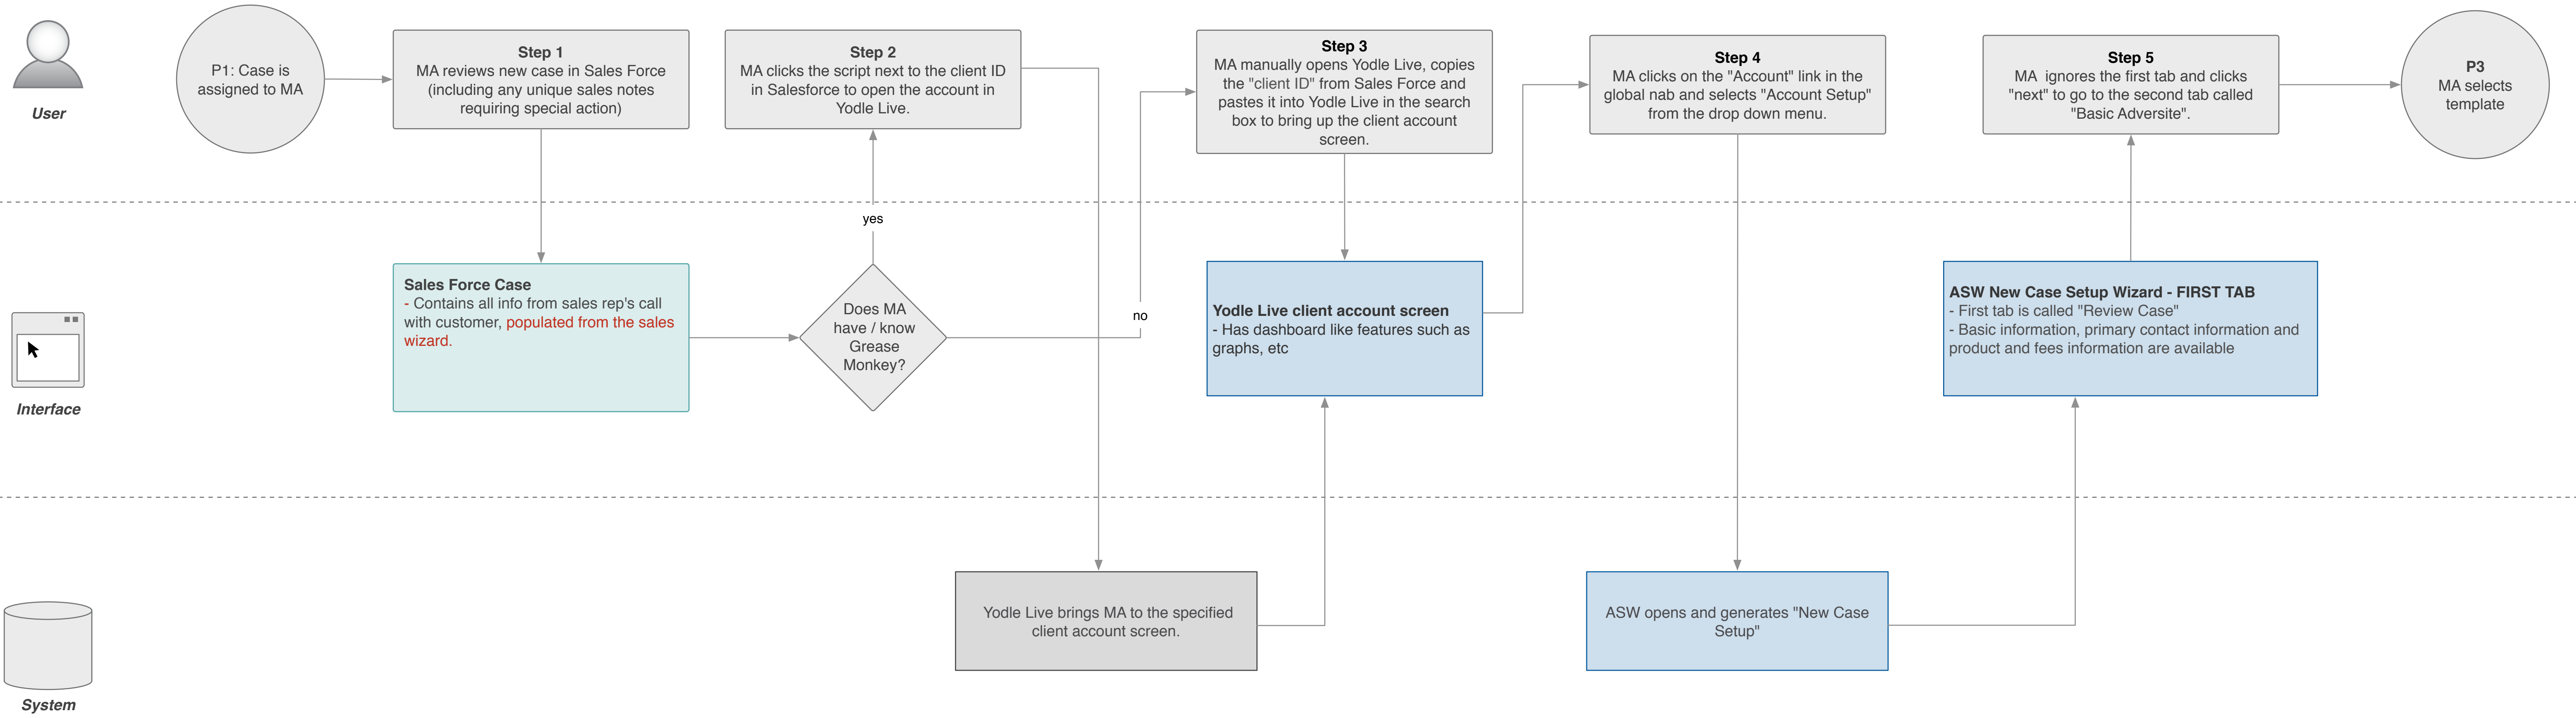 P1: Case is
assigned to MA
Step 1
MA reviews new case in Sales Force
(including any unique sales notes
requiring special action)
Step 2
MA clicks the script next to the client ID
in Salesforce to open the account in
Yodle Live.
Step 3
MA manually opens Yodle Live, copies
the "client ID" from Sales Force and
pastes it into Yodle Live in the search
box to bring up the client account
screen.
Step 4
MA clicks on the "Account" link in the
global nab and selects "Account Setup"
from the drop down menu.
Step 5
MA  ignores the first tab and clicks
"next" to go to the second tab called
"Basic Adversite".
P3
MA selects
template
User
yes
Sales Force Case
- Contains all info from sales rep's call
with customer, populated from the sales
wizard.
Does MA
have / know
Grease
Monkey?
no
Yodle Live client account screen
- Has dashboard like features such as
graphs, etc
ASW New Case Setup Wizard - FIRST TAB
- First tab is called "Review Case"
- Basic information, primary contact information and
product and fees information are available
Interface
Yodle Live brings MA to the specified
client account screen.
ASW opens and generates "New Case
Setup"
System